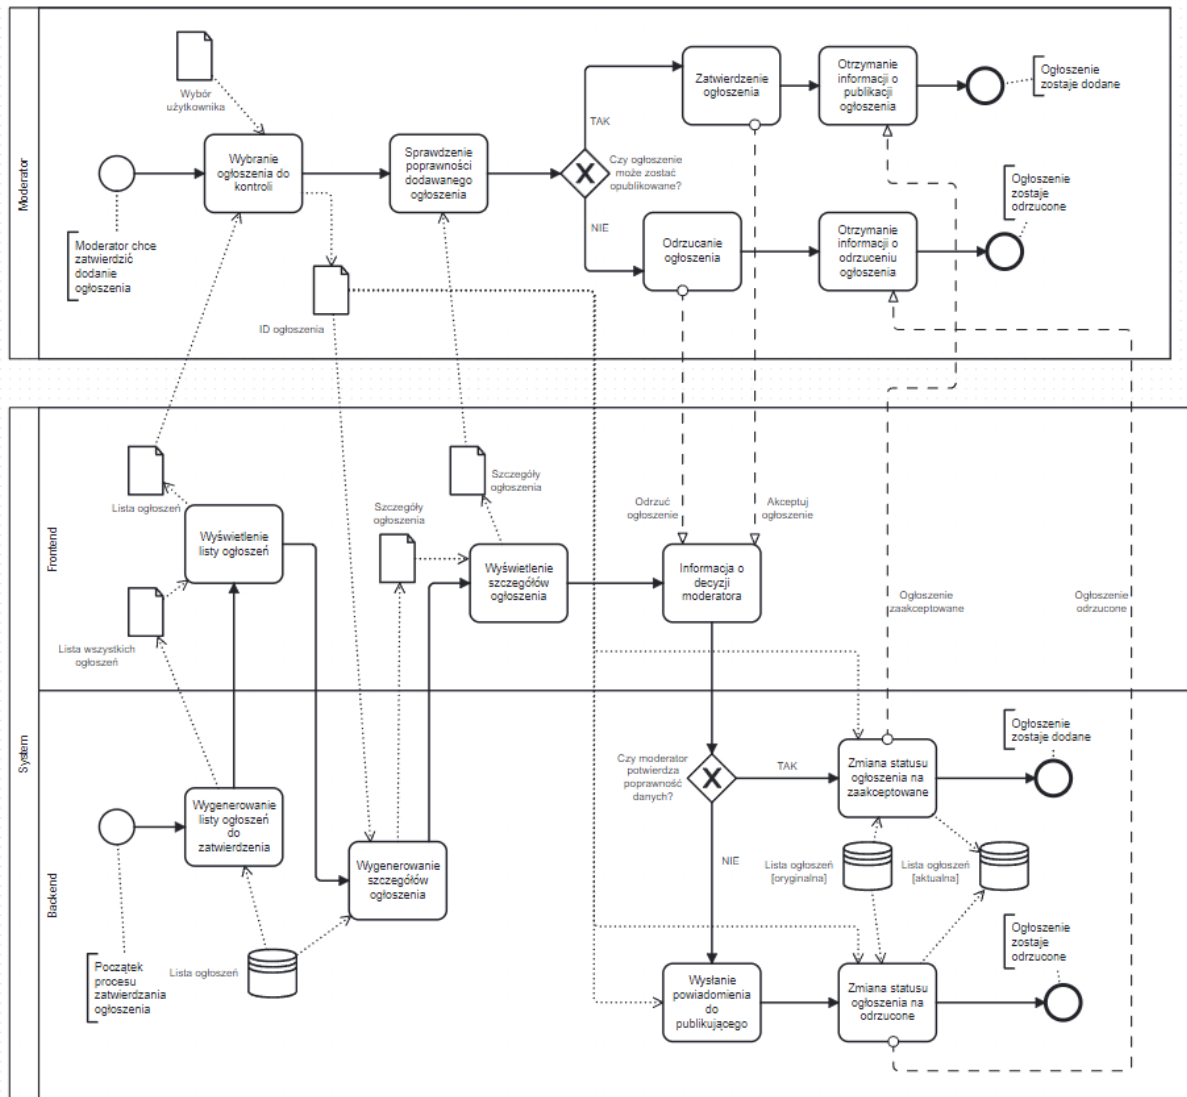 Moderator
Wybór
użytkownika
Wybranie
ogłoszenia do
kontroli
Sprawdzenie
poprawności
dodawanego
ogłoszenia
TAK
Czy ogłoszenie
może zostać
opublikowane?
NIE
Zatwierdzenie
ogłoszenia
Otrzymanie
informacji o
publikacji
ogłoszenia
Ogłoszenie
zostaje dodane
Moderator chce
zatwierdzić
dodanie
ogłoszenia
ID ogłoszenia
Odrzucanie
ogłoszenia
Otrzymanie
informacji o
odrzuceniu
ogłoszenia
Ogłoszenie
zostaje
odrzucone
System
Frontend
Lista ogłoszeń
Wyświetlenie
listy ogłoszeń
Lista wszystkich
ogłoszeń
Szczegóły
ogłoszenia
Szczegóły
ogłoszenia
Wyświetlenie
szczegółów
ogłoszenia
Odrzuć
ogłoszenie
Akceptuj
ogłoszenie
Informacja o
decyzji
moderatora
Ogłoszenie
zaakceptowane
Ogłoszenie
odrzucone
Backend
Wygenerowanie
listy ogłoszeń
do
zatwierdzenia
Początek
procesu
zatwierdzania
ogłoszenia
Lista ogłoszeń
Wygenerowanie
szczegółów
ogłoszenia
Czy moderator
potwierdza
poprawność
danych?
TAK
NIE
Zmiana statusu
ogłoszenia na
zaakceptowane
Ogłoszenie
zostaje dodane
Lista ogłoszeń
[oryginalna]
Lista ogłoszeń
[aktualna]
Wysłanie
powiadomienia
do
publikującego
Zmiana statusu
ogłoszenia na
odrzucone
Ogłoszenie
zostaje
odrzucone